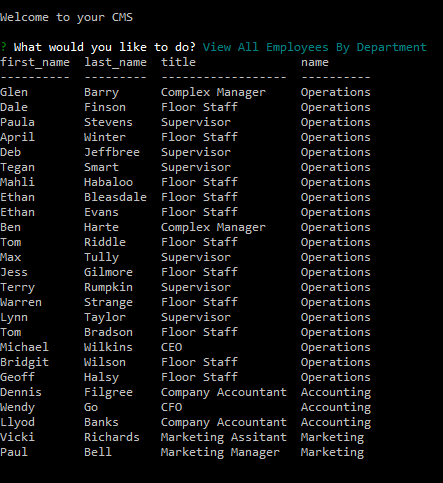 Welcome to your CMS
? What would you like to do? View All Employees By Department
first_name  last_name  title               name
----------  ---------  ------------------  ----------
Glen        Barry      Complex Manager     Operations
Dale        Finson     Floor Staff         Operations
Paula       Stevens    Supervisor          Operations
April       Winter     Floor Staff         Operations
Deb         Jeffbree   Supervisor          Operations
Tegan       Smart      Supervisor          Operations
Mahli       Habaloo    Floor Staff         Operations
Ethan       Bleasdale  Floor Staff         Operations
Ethan       Evans      Floor Staff         Operations
Ben         Harte      Complex Manager     Operations
Tom         Riddle     Floor Staff         Operations
Max         Tully      Supervisor          Operations
Jess        Gilmore    Floor Staff         Operations
Terry       Rumpkin    Supervisor          Operations
Warren      Strange    Floor Staff         Operations
Lynn        Taylor     Supervisor          Operations
Tom         Bradson    Floor Staff         Operations
Michael     Wilkins    CEO                 Operations
Bridgit     Wilson     Floor Staff         Operations
Geoff       Halsy      Floor Staff         Operations
Dennis      Filgree    Company Accountant  Accounting
Wendy       Go         CFO                 Accounting
Llyod       Banks      Company Accountant  Accounting
Vicki       Richards   Marketing Assitant  Marketing
Paul        Bell       Marketing Manager   Marketing